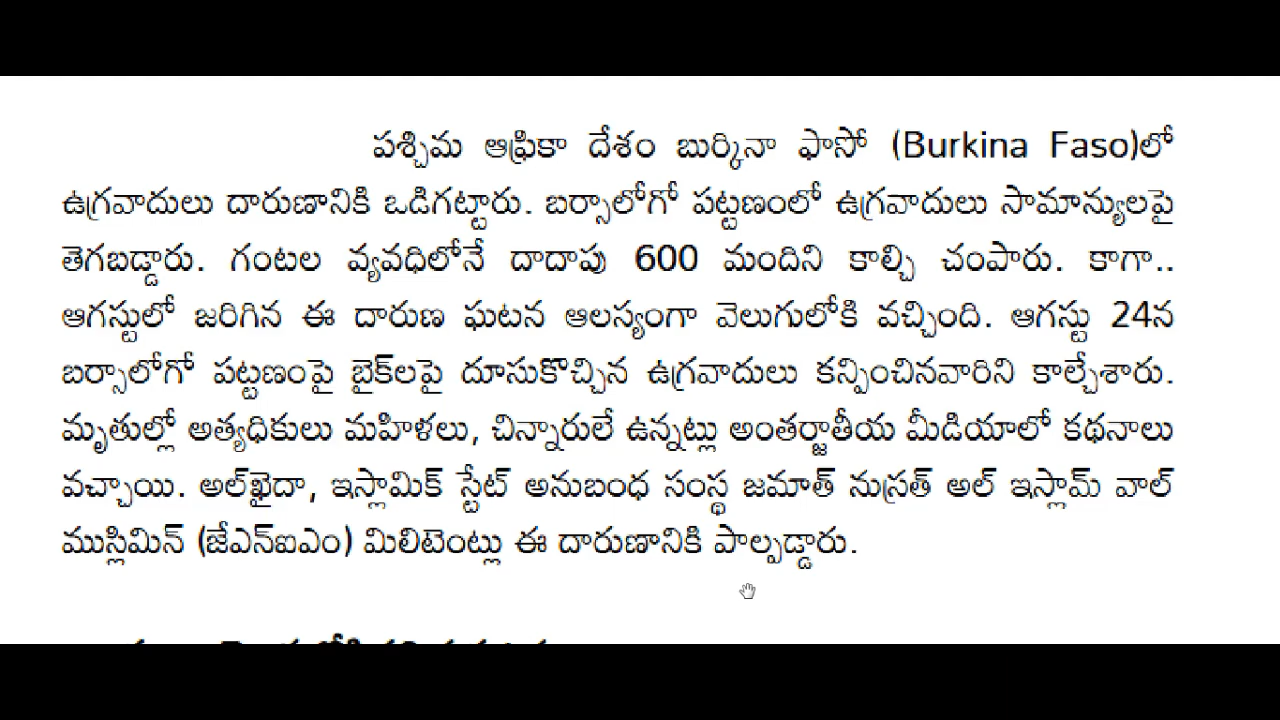 పశ్చిమ ఆఫ్రికా దేశం బుర్కినా ఫాసో (Burkina Faso)లో
ఉగ్రవాదులు దారుణానికి ఒడిగట్టారు. బర్సాలోగో పట్టణంలో ఉగ్రవాదులు సామాన్యులపై
తెగబడ్డారు. గంటల వ్యవధిలోనే దాదాపు 600 మందిని కాల్చి చంపారు. కాగా..
ఆగస్టులో జరిగిన ఈ దారుణ ఘటన ఆలస్యంగా వెలుగులోకి వచ్చింది. ఆగస్టు 24న
బర్సాలోగో పట్టణంపై బైక్‌లపై దూసుకొచ్చిన ఉగ్రవాదులు కన్పించినవారిని కాల్చేశారు.
మృతుల్లో అత్యధికులు మహిళలు, చిన్నారులే ఉన్నట్లు అంతర్జాతీయ మీడియాలో కథనాలు
వచ్చాయి. అల్‌ఖైదా, ఇస్లామిక్ స్టేట్ అనుబంధ సంస్థ జమాత్ నుస్రత్ అల్ ఇస్లామ్ వాల్
ముస్లిమిన్ (జేఎన్ఐఎం) మిలిటెంట్లు ఈ దారుణానికి పాల్పడ్డారు.